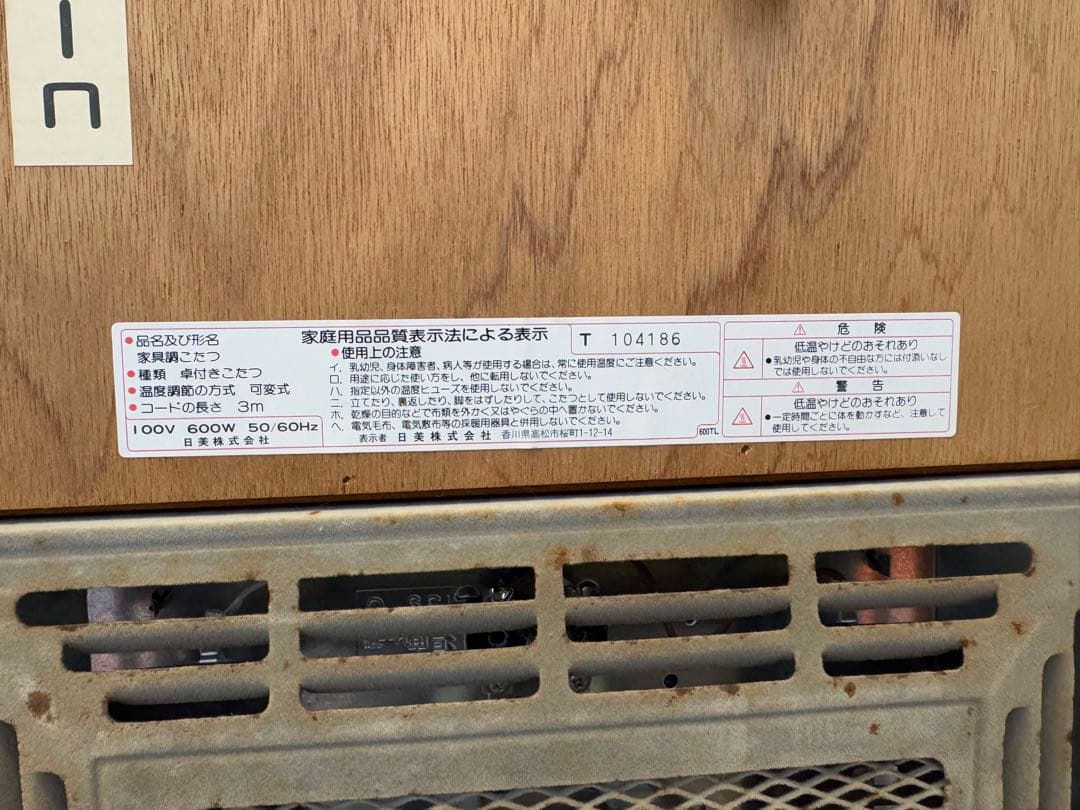 ●品名及び形名
家具調こたつ
●種類 卓付きこたつ
●温度調節の方式 可変式
●コードの長さ 3m
100V 600W 50/60Hz
日美株式会社
家庭用品品質表示法による表示
T 104186
●使用上の注意
イ. 乳幼児、身体障害者、病人等が使用する場合は、常に使用温度にご注意ください。
ロ. 用途に応じた使い方をし、他に転用しないでください。
ハ. 指定以外の温度ヒューズを使用しないでください。
ニ. 立てたり、裏返したり、脚をはずしたりして、こたつとして使用しないでください。
ホ. 乾燥の目的などで布類を外かく又はやぐらの中へ置かないでください。
ヘ. 電気毛布、電気敷布等の採暖用器具と併用しないでください。
表示者 日美株式会社 香川県高松市桜町1-12-14
600TL
⚠ 危険
低温やけどのおそれあり
●乳幼児や身体の不自由な方には付添いなし
では使用しないでください。
⚠ 警告
低温やけどのおそれあり
●一定時間ごとに体を動かすなど、注意して
使用してください。